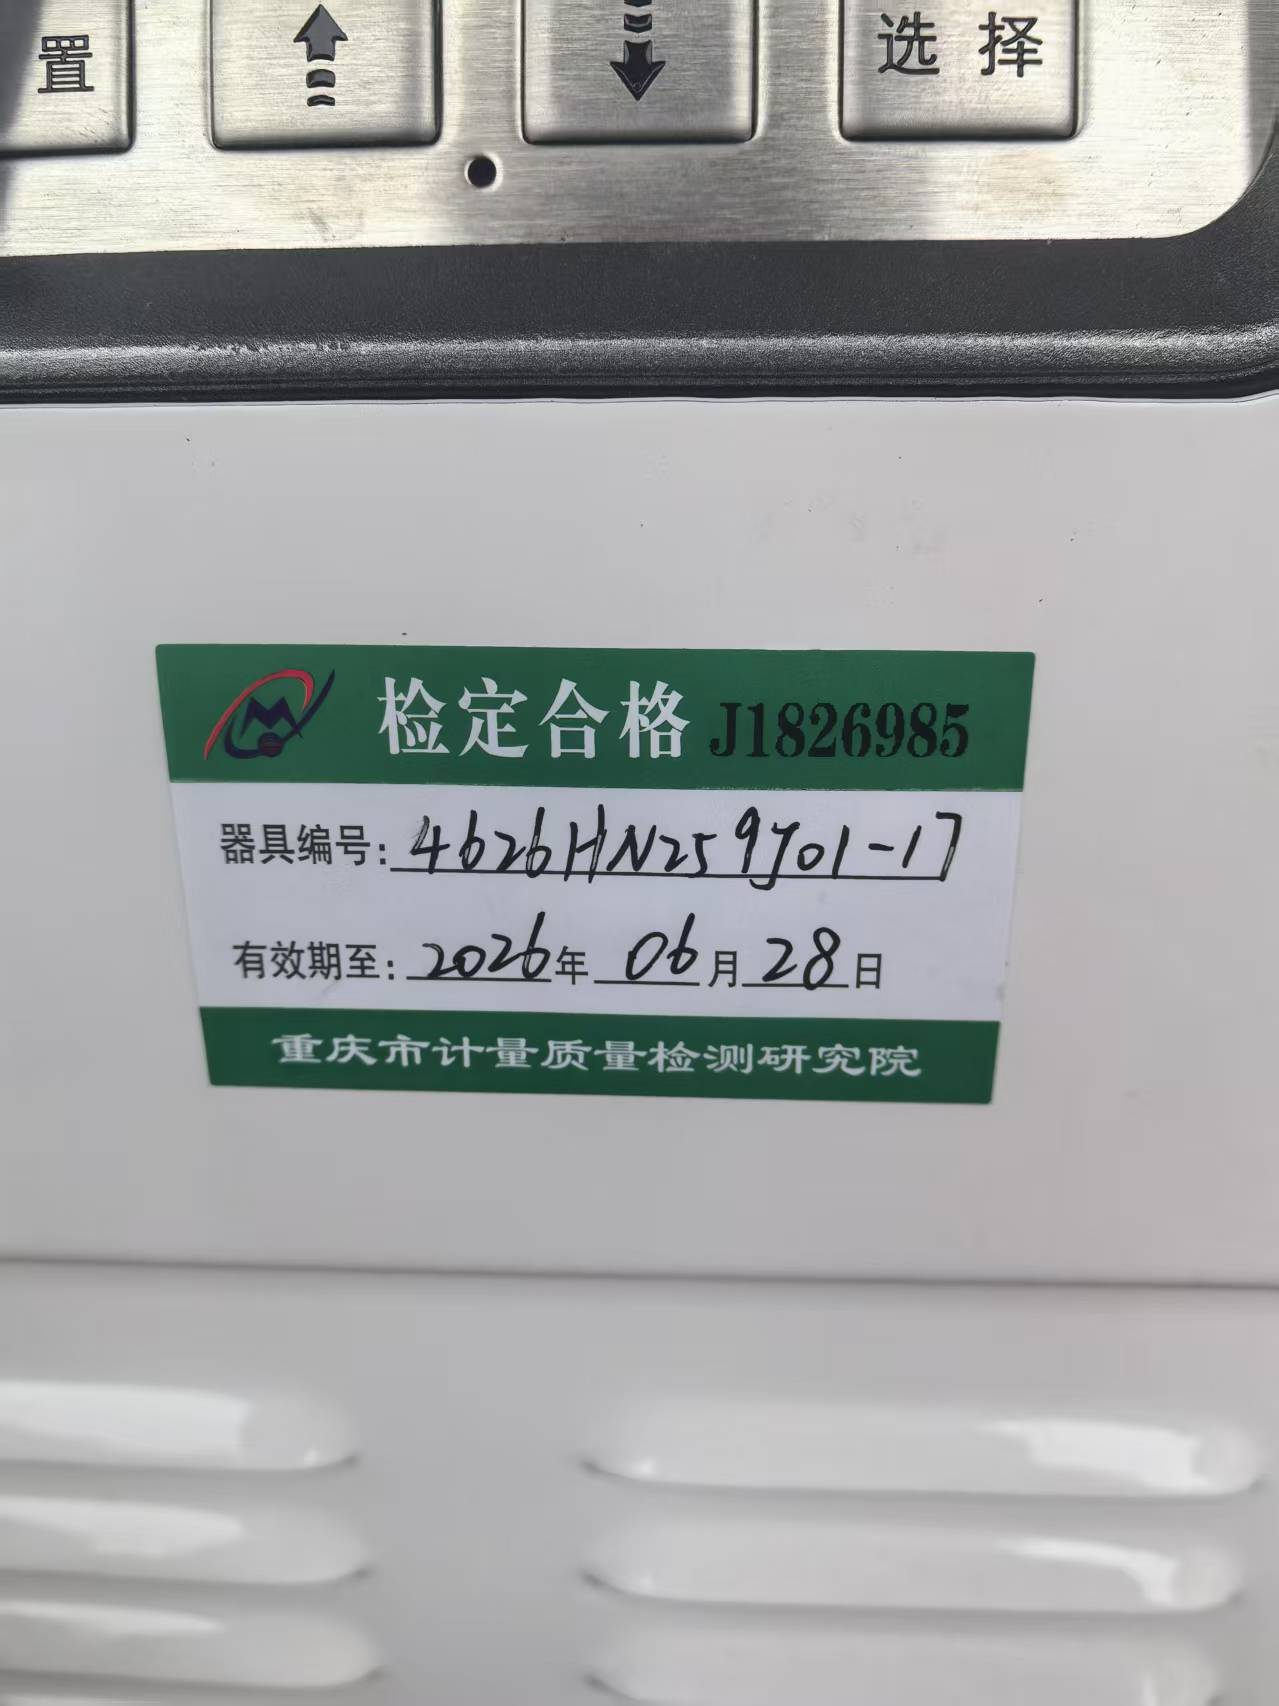 置 选择
检定合格 J1826985
器具编号: 4626HN259J01-17
有效期至: 2026年 06月 28日
重庆市计量质量检测研究院